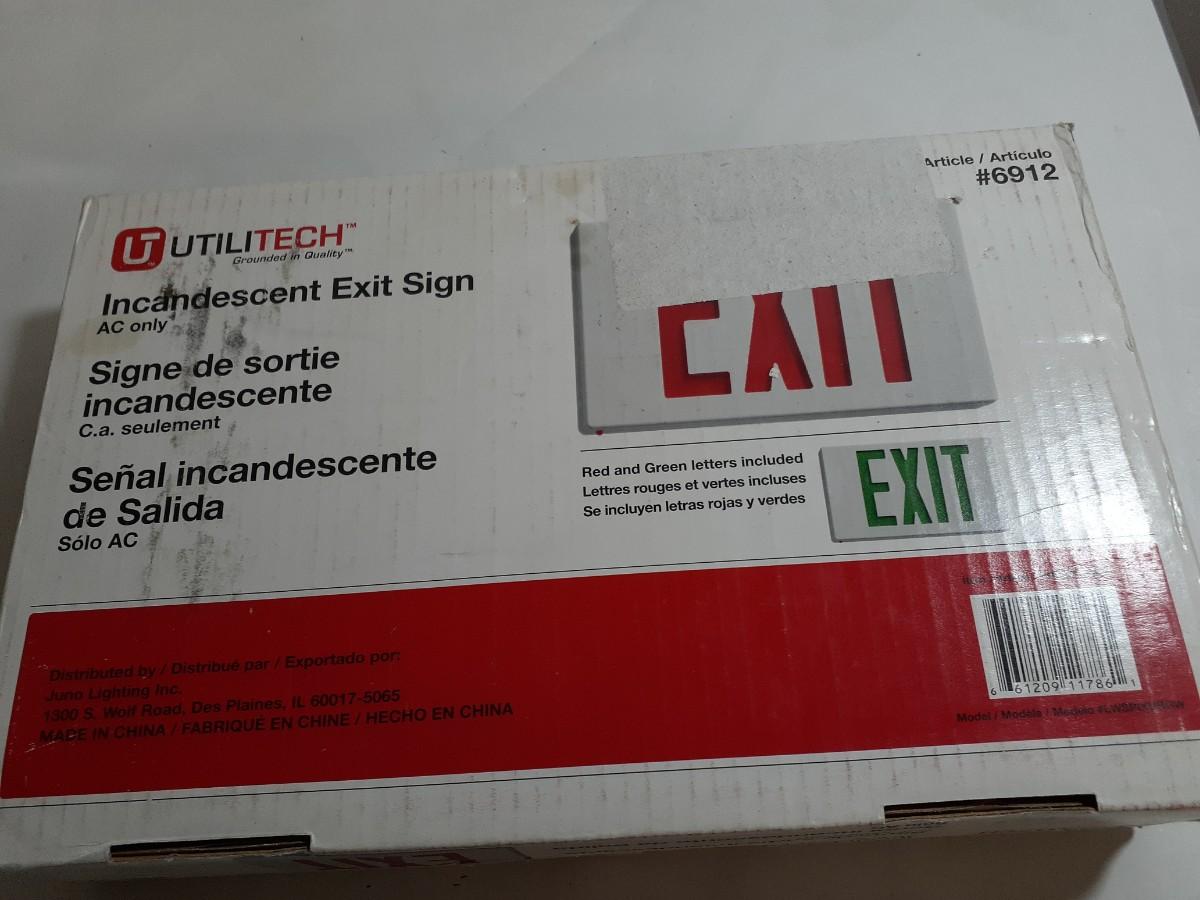 Article / Artículo
#6912
UTILITECH™
Grounded in Quality™
Incandescent Exit Sign
AC only
Signe de sortie
incandescente
C.a. seulement
Señal incandescente
de Salida
Sólo AC
EXIT
Red and Green letters included
Lettres rouges et vertes incluses
Se incluyen letras rojas y verdes
EXIT
Distributed by / Distribué par / Exportado por:
Juno Lighting Inc.
1300 S. Wolf Road, Des Plaines, IL 60017-5065
MADE IN CHINA / FABRIQUÉ EN CHINE / HECHO EN CHINA
6 61209 11786 1
Model / Modèle / Modelo
EXIT